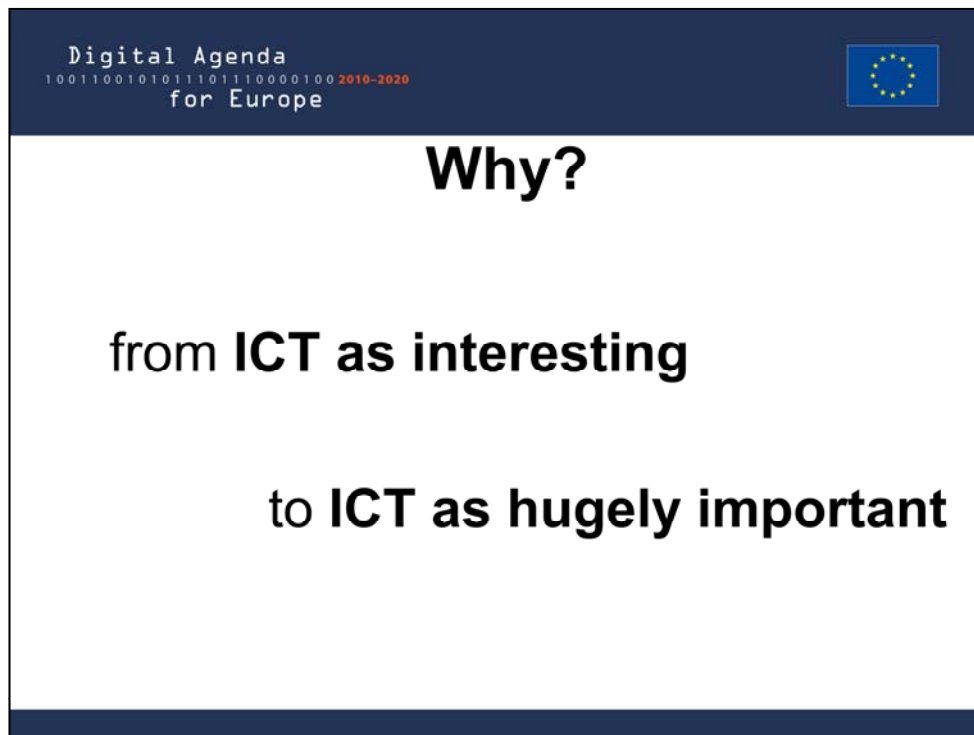 Digital Agenda
1001100101011101110000100 2010-2020
for Europe
Why?
from ICT as interesting
to ICT as hugely important